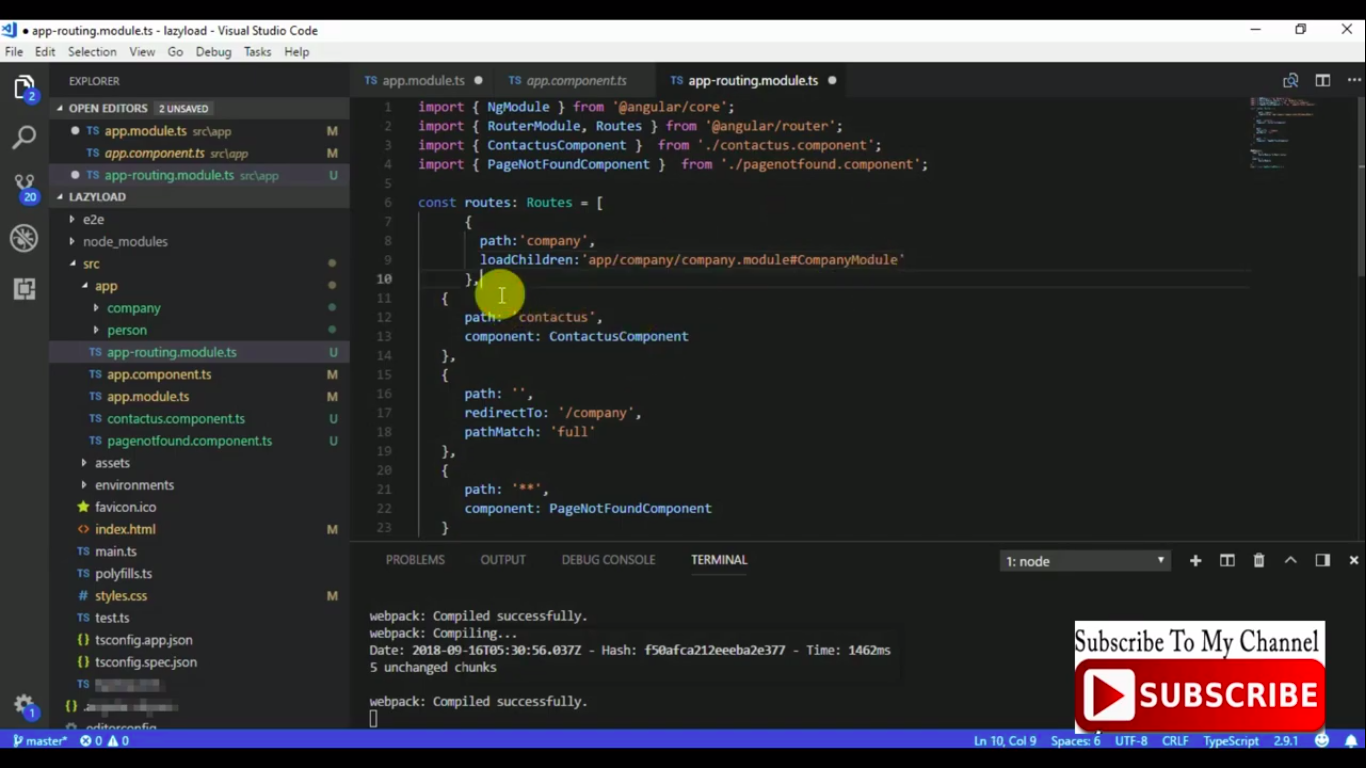 ● app-routing.module.ts - lazyload - Visual Studio Code
File Edit Selection View Go Debug Tasks Help
EXPLORER
OPEN EDITORS 2 UNSAVED
● TS app.module.ts src\app M
TS app.component.ts src\app M
● TS app-routing.module.ts src\app U
LAZYLOAD
e2e
node_modules
src
app
company
person
TS app-routing.module.ts U
TS app.component.ts M
TS app.module.ts M
TS contactus.component.ts U
TS pagenotfound.component.ts U
assets
environments
favicon.ico
<> index.html M
TS main.ts
TS polyfills.ts
# styles.css M
TS test.ts
{} tsconfig.app.json
{} tsconfig.spec.json
TS
{}
.editorconfig
2
20
1
TS app.module.ts ● TS app.component.ts TS app-routing.module.ts ●
1 import { NgModule } from '@angular/core';
2 import { RouterModule, Routes } from '@angular/router';
3 import { ContactusComponent } from './contactus.component';
4 import { PageNotFoundComponent } from './pagenotfound.component';
5
6 const routes: Routes = [
7 {
8 path:'company',
9 loadChildren:'app/company/company.module#CompanyModule'
10 },
11 {
12 path: 'contactus',
13 component: ContactusComponent
14 },
15 {
16 path: '',
17 redirectTo: '/company',
18 pathMatch: 'full'
19 },
20 {
21 path: '**',
22 component: PageNotFoundComponent
23 }
PROBLEMS OUTPUT DEBUG CONSOLE TERMINAL 1: node
webpack: Compiled successfully.
webpack: Compiling...
Date: 2018-09-16T05:30:56.037Z - Hash: f50afca212eeeba2e377 - Time: 1462ms
5 unchanged chunks
webpack: Compiled successfully.
Subscribe To My Channel
SUBSCRIBE
master* 0 0 Ln 10, Col 9 Spaces: 6 UTF-8 CRLF TypeScript 2.9.1